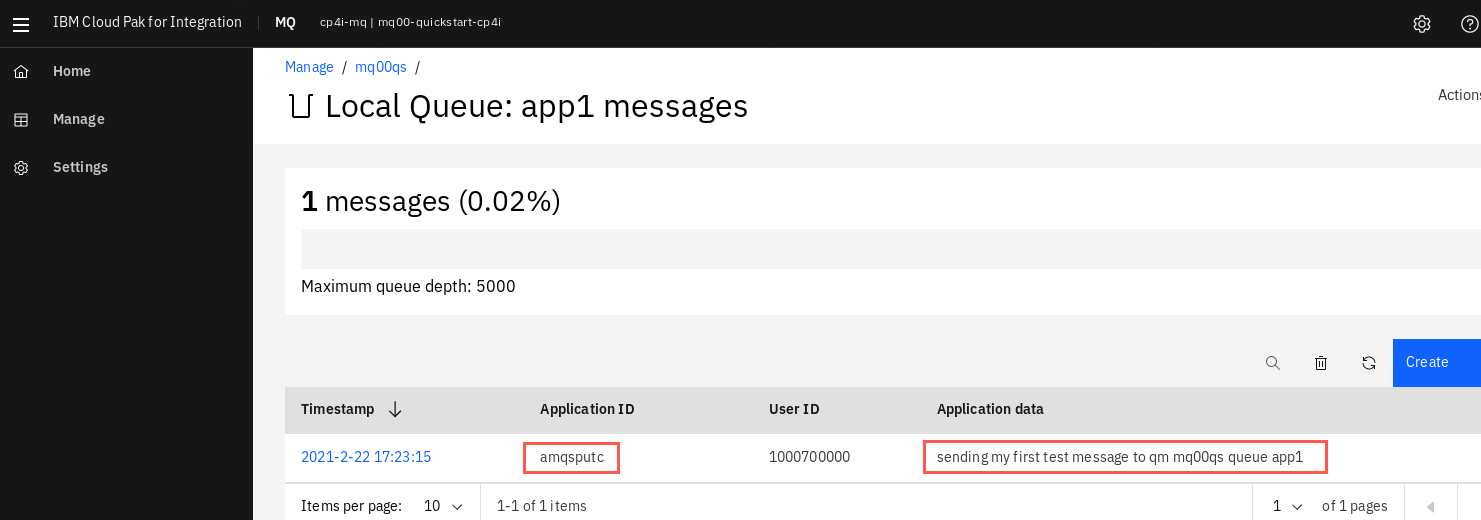 IBM Cloud Pak for Integration | MQ cp4i-mq | mq00-quickstart-cp4i
Home
Manage
Settings
Manage / mq00qs /
Local Queue: app1 messages
Actions
1 messages (0.02%)
Maximum queue depth: 5000
Create
Timestamp Application ID User ID Application data
2021-2-22 17:23:15 amqsputc 1000700000 sending my first test message to qm mq00qs queue app1
Items per page: 10 1-1 of 1 items 1 of 1 pages